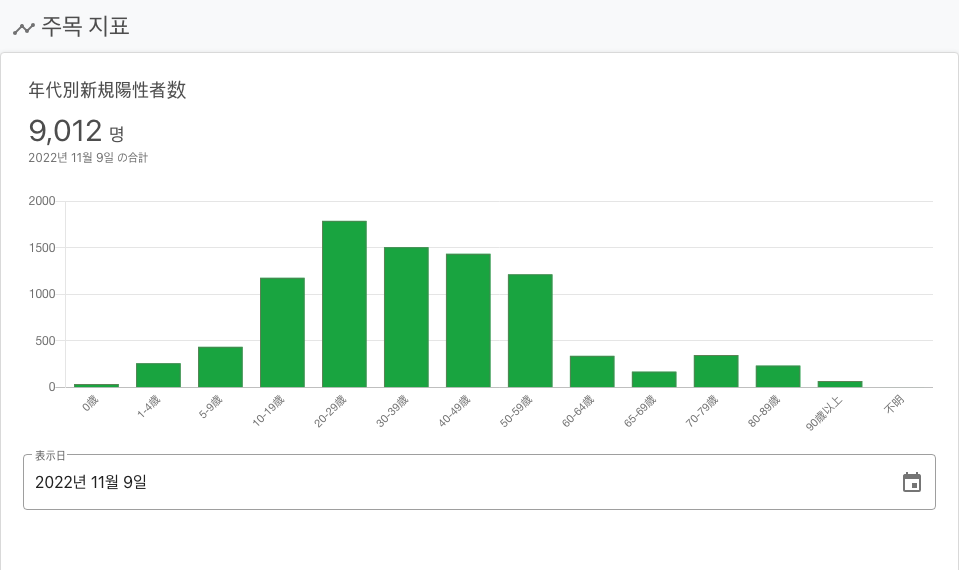 주목 지표
年代別新規陽性者数
9,012 명
2022년 11월 9일 の合計
2000
1500
1000
500
0
0歳
1-4歳
5-9歳
10-19歳
20-29歳
30-39歳
40-49歳
50-59歳
60-64歳
65-69歳
70-79歳
80-89歳
90歳以上
不明
表示日
2022년 11월 9일